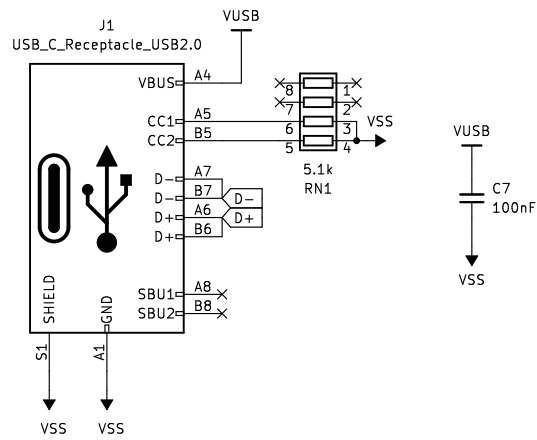 J1
USB_C_Receptacle_USB2.0
VUSB
VBUS
A4
CC1
A5
CC2
B5
D-
A7
D-
B7
D+
A6
D+
B6
D-
D+
SBU1
A8
SBU2
B8
SHIELD
GND
S1
A1
VSS
VSS
8
1
7
2
6
3
5
4
VSS
5.1k
RN1
VUSB
C7
100nF
VSS